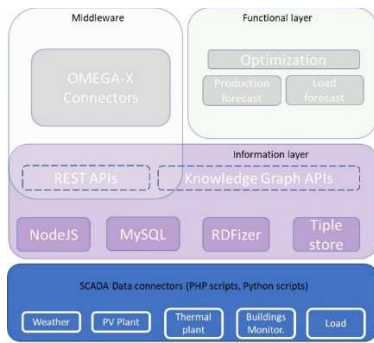 Middleware
Functional layer
OMEGA-X
Connectors
Optimization
Production
forecast
Load
forecast
Information layer
REST APIs
Knowledge Graph APIs
NodeJS
MySQL
RDFizer
Tiple
store
SCADA Data connectors (PHP scripts, Python scripts)
Weather
PV Plant
Thermal
plant
Buildings
Monitor.
Load